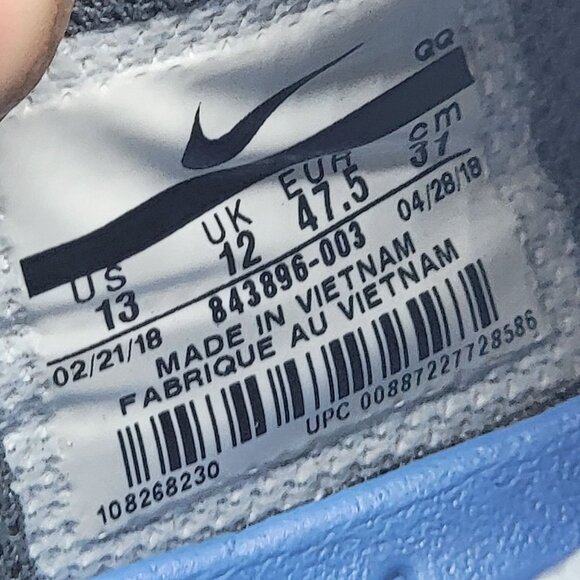 QQ
US UK EUR cm
13 12 47.5 31
02/21/18 843896-003 04/28/18
MADE IN VIETNAM
FABRIQUE AU VIETNAM
UPC 00887227728586
108268230